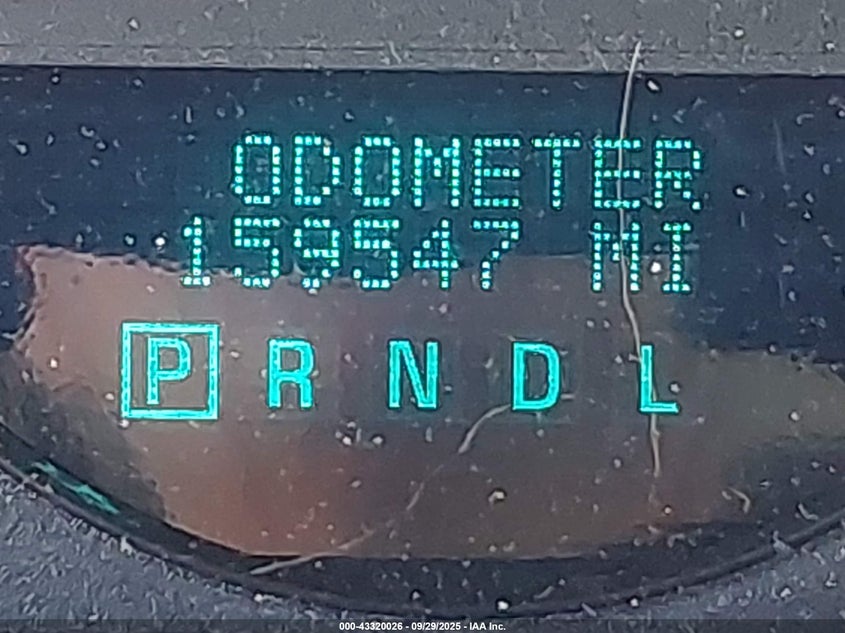 ODOMETER
159547 MI
P R N D L
000-43320026 - 09/29/2025 - IAA Inc.